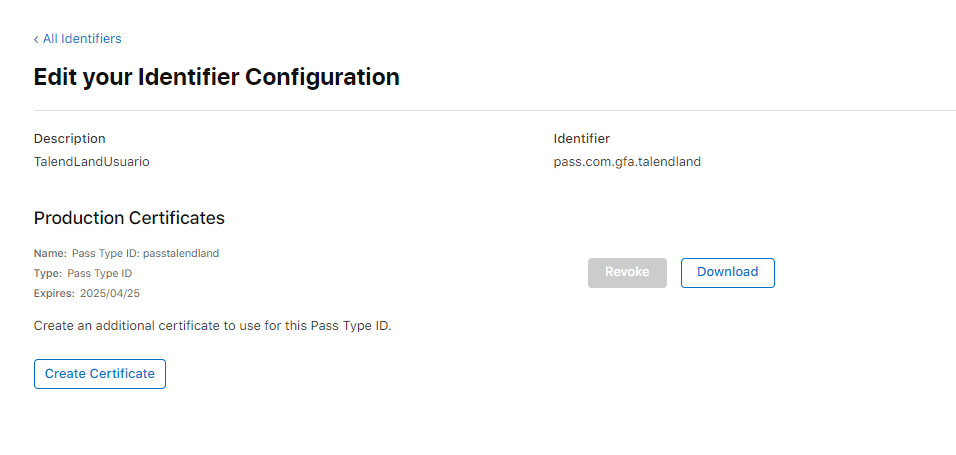 ‹ All Identifiers
Edit your Identifier Configuration
Description
Identifier
TalendLandUsuario
pass.com.gfa.talendland
Production Certificates
Name: Pass Type ID: passtalendland
Type: Pass Type ID
Revoke
Download
Expires: 2025/04/25
Create an additional certificate to use for this Pass Type ID.
Create Certificate